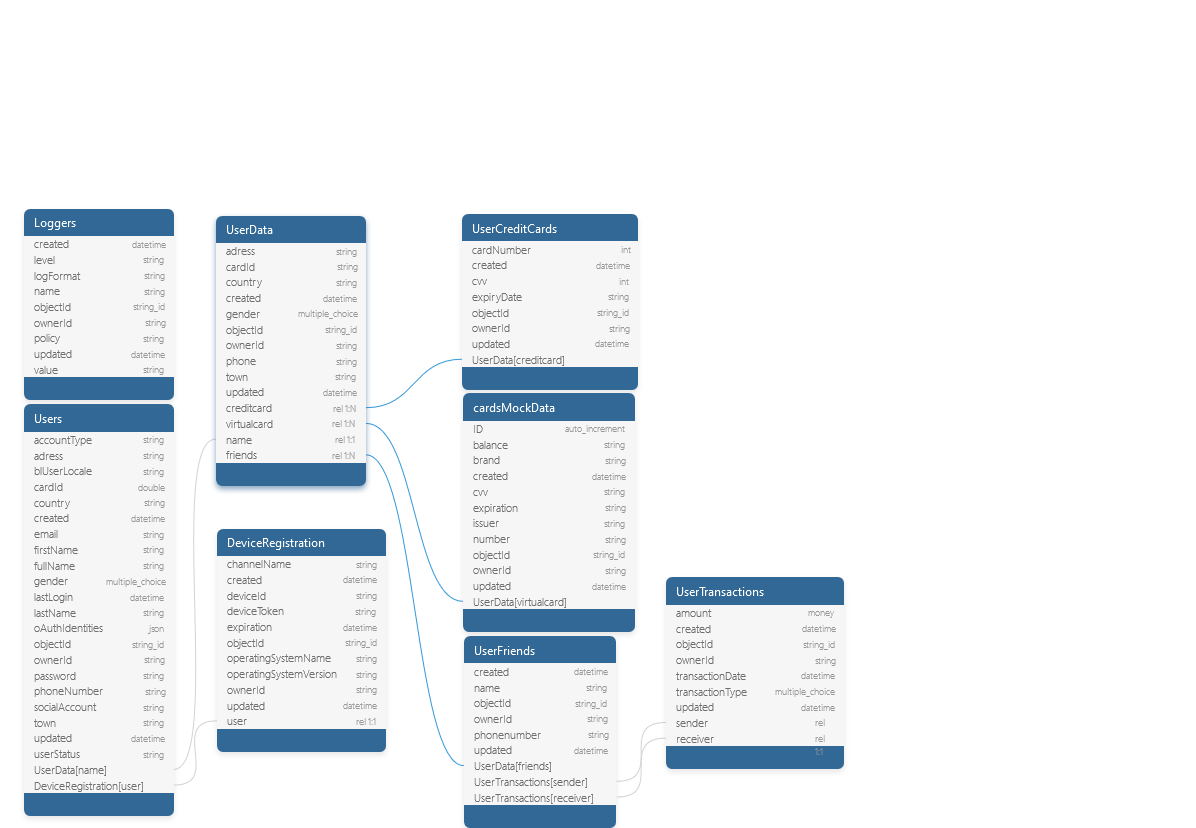 Loggers
created datetime
level string
logFormat string
name string
objectId string_id
ownerId string
policy string
updated datetime
value string
Users
accountType string
adress string
blUserLocale string
cardId double
country string
created datetime
email string
firstName string
fullName string
gender multiple_choice
lastLogin datetime
lastName string
oAuthIdentities json
objectId string_id
ownerId string
password string
phoneNumber string
socialAccount string
town string
updated datetime
userStatus string
UserData[name]
DeviceRegistration[user]
UserData
adress string
cardId string
country string
created datetime
gender multiple_choice
objectId string_id
ownerId string
phone string
town string
updated datetime
creditcard rel 1:N
virtualcard rel 1:N
name rel 1:1
friends rel 1:N
DeviceRegistration
channelName string
created datetime
deviceId string
deviceToken string
expiration datetime
objectId string_id
operatingSystemName string
operatingSystemVersion string
ownerId string
updated datetime
user rel 1:1
UserCreditCards
cardNumber int
created datetime
cvv int
expiryDate string
objectId string_id
ownerId string
updated datetime
UserData[creditcard]
cardsMockData
ID auto_increment
balance string
brand string
created datetime
cvv string
expiration string
issuer string
number string
objectId string_id
ownerId string
updated datetime
UserData[virtualcard]
UserFriends
created datetime
name string
objectId string_id
ownerId string
phonenumber string
updated datetime
UserData[friends]
UserTransactions[sender]
UserTransactions[receiver]
UserTransactions
amount money
created datetime
objectId string_id
ownerId string
transactionDate datetime
transactionType multiple_choice
updated datetime
sender rel
receiver rel
1:1